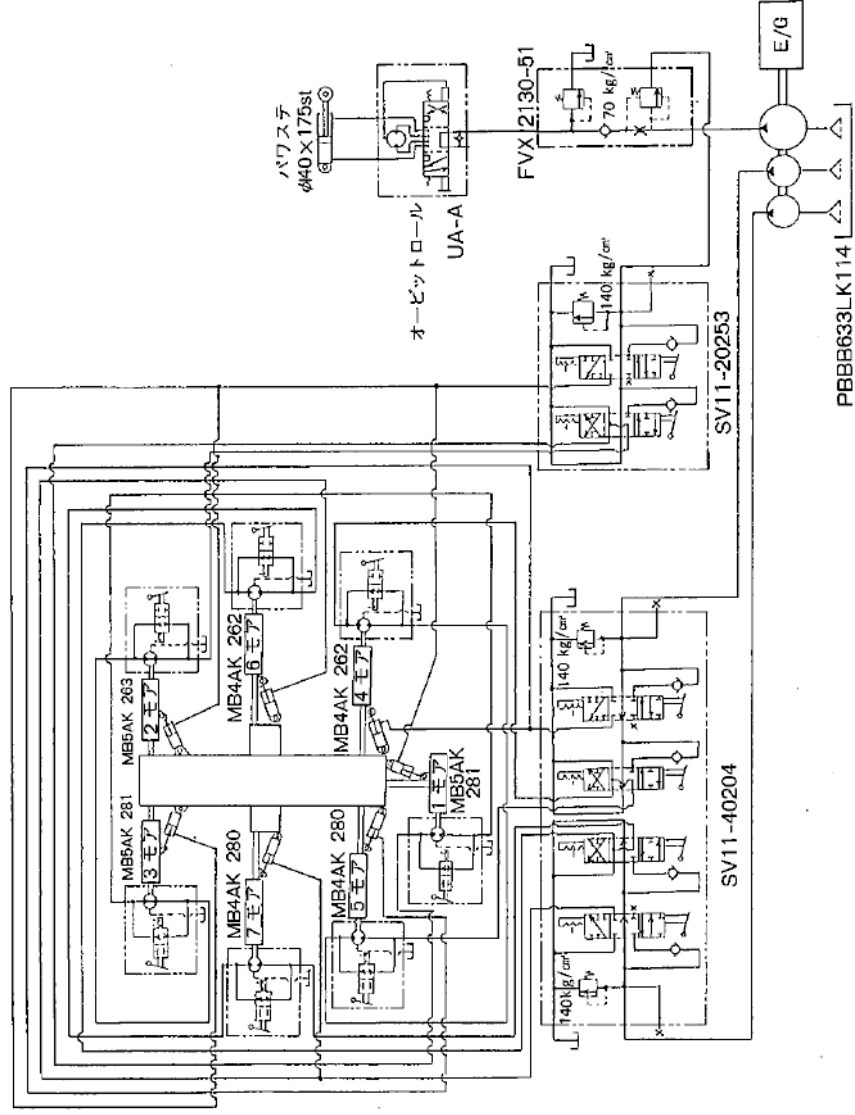 パワステ
φ40×175st
オービットロール
UA-A
FVX 2130-51
70 kg/cm²
E/G
140 kg/cm²
SV11-20253
PBBB633LK114
MB5AK 281
3モア
MB5AK 263
2モア
MB4AK 280
7モア
MB4AK 262
6モア
MB4AK 280
5モア
MB4AK 262
4モア
1モア
MB5AK
281
140kg/cm²
140 kg/cm²
SV11-40204